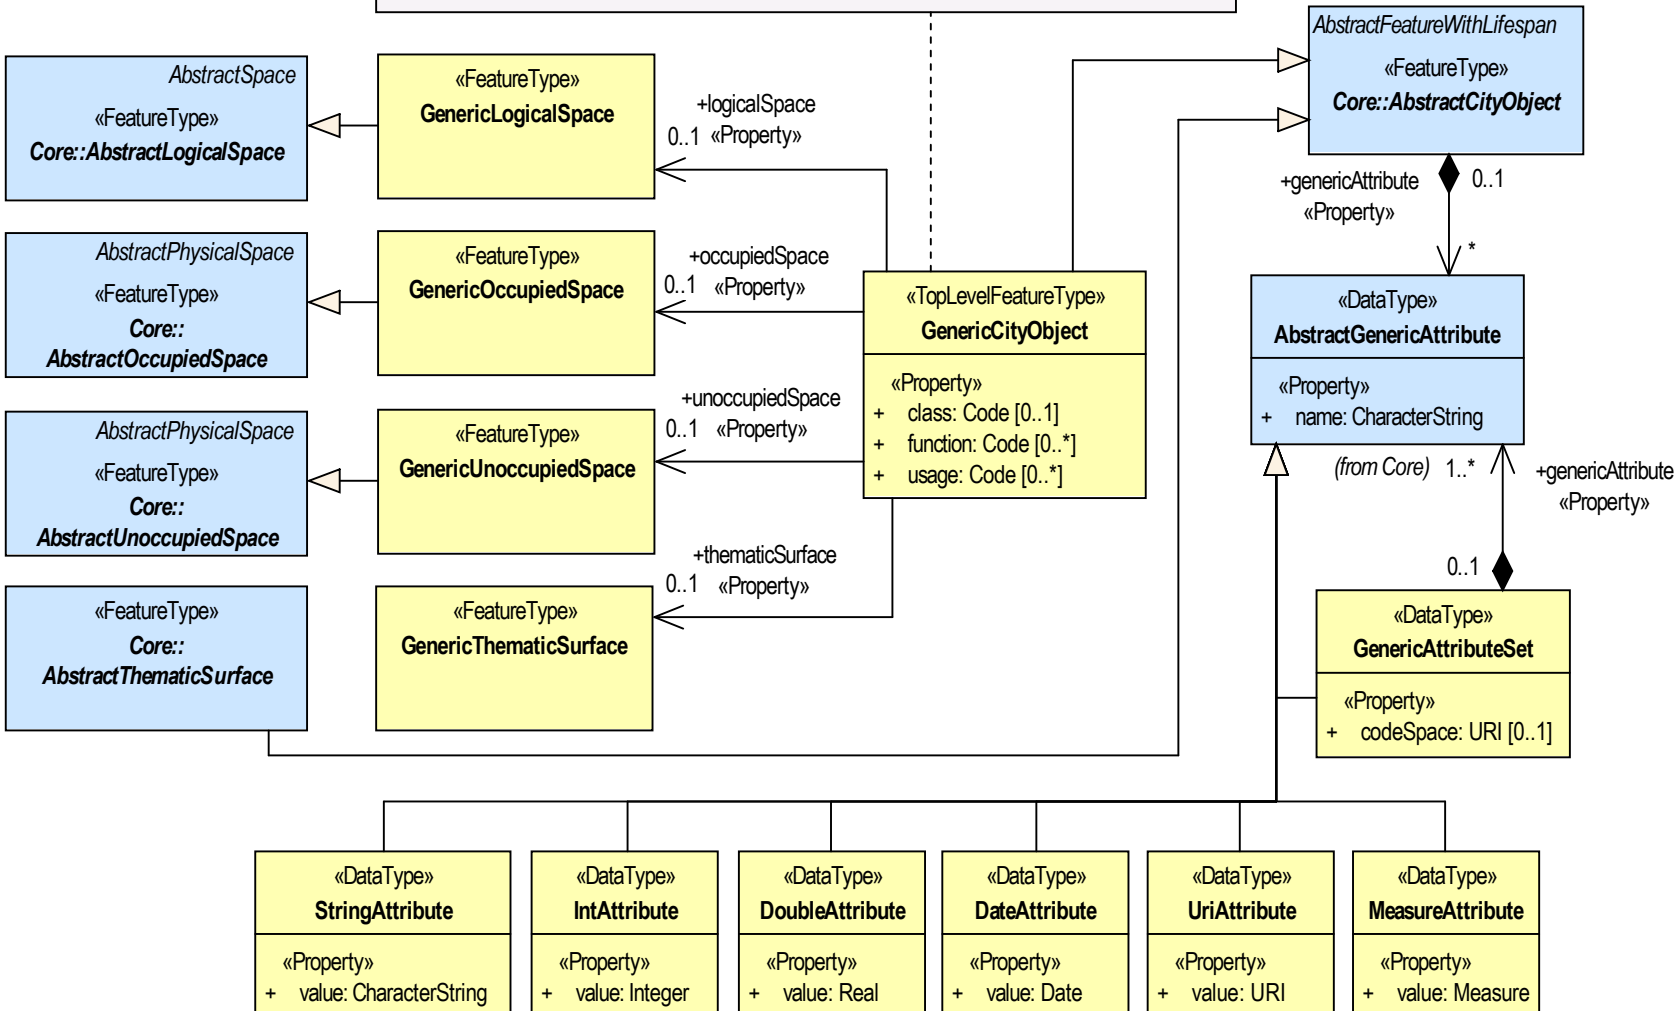 AbstractSpace
«FeatureType»
Core::AbstractLogicalSpace
«FeatureType»
GenericLogicalSpace
+logicalSpace
0..1 «Property»
AbstractFeatureWithLifespan
«FeatureType»
Core::AbstractCityObject
+genericAttribute
«Property»
0..1
*
AbstractPhysicalSpace
«FeatureType»
Core::
AbstractOccupiedSpace
«FeatureType»
GenericOccupiedSpace
+occupiedSpace
0..1 «Property»
«TopLevelFeatureType»
GenericCityObject
«Property»
+ class: Code [0..1]
+ function: Code [0..*]
+ usage: Code [0..*]
«DataType»
AbstractGenericAttribute
«Property»
+ name: CharacterString
(from Core)
1..*
+genericAttribute
«Property»
0..1
AbstractPhysicalSpace
«FeatureType»
Core::
AbstractUnoccupiedSpace
«FeatureType»
GenericUnoccupiedSpace
+unoccupiedSpace
0..1 «Property»
«FeatureType»
Core::
AbstractThematicSurface
«FeatureType»
GenericThematicSurface
+thematicSurface
0..1 «Property»
«DataType»
GenericAttributeSet
«Property»
+ codeSpace: URI [0..1]
«DataType»
StringAttribute
«Property»
+ value: CharacterString
«DataType»
IntAttribute
«Property»
+ value: Integer
«DataType»
DoubleAttribute
«Property»
+ value: Real
«DataType»
DateAttribute
«Property»
+ value: Date
«DataType»
UriAttribute
«Property»
+ value: URI
«DataType»
MeasureAttribute
«Property»
+ value: Measure